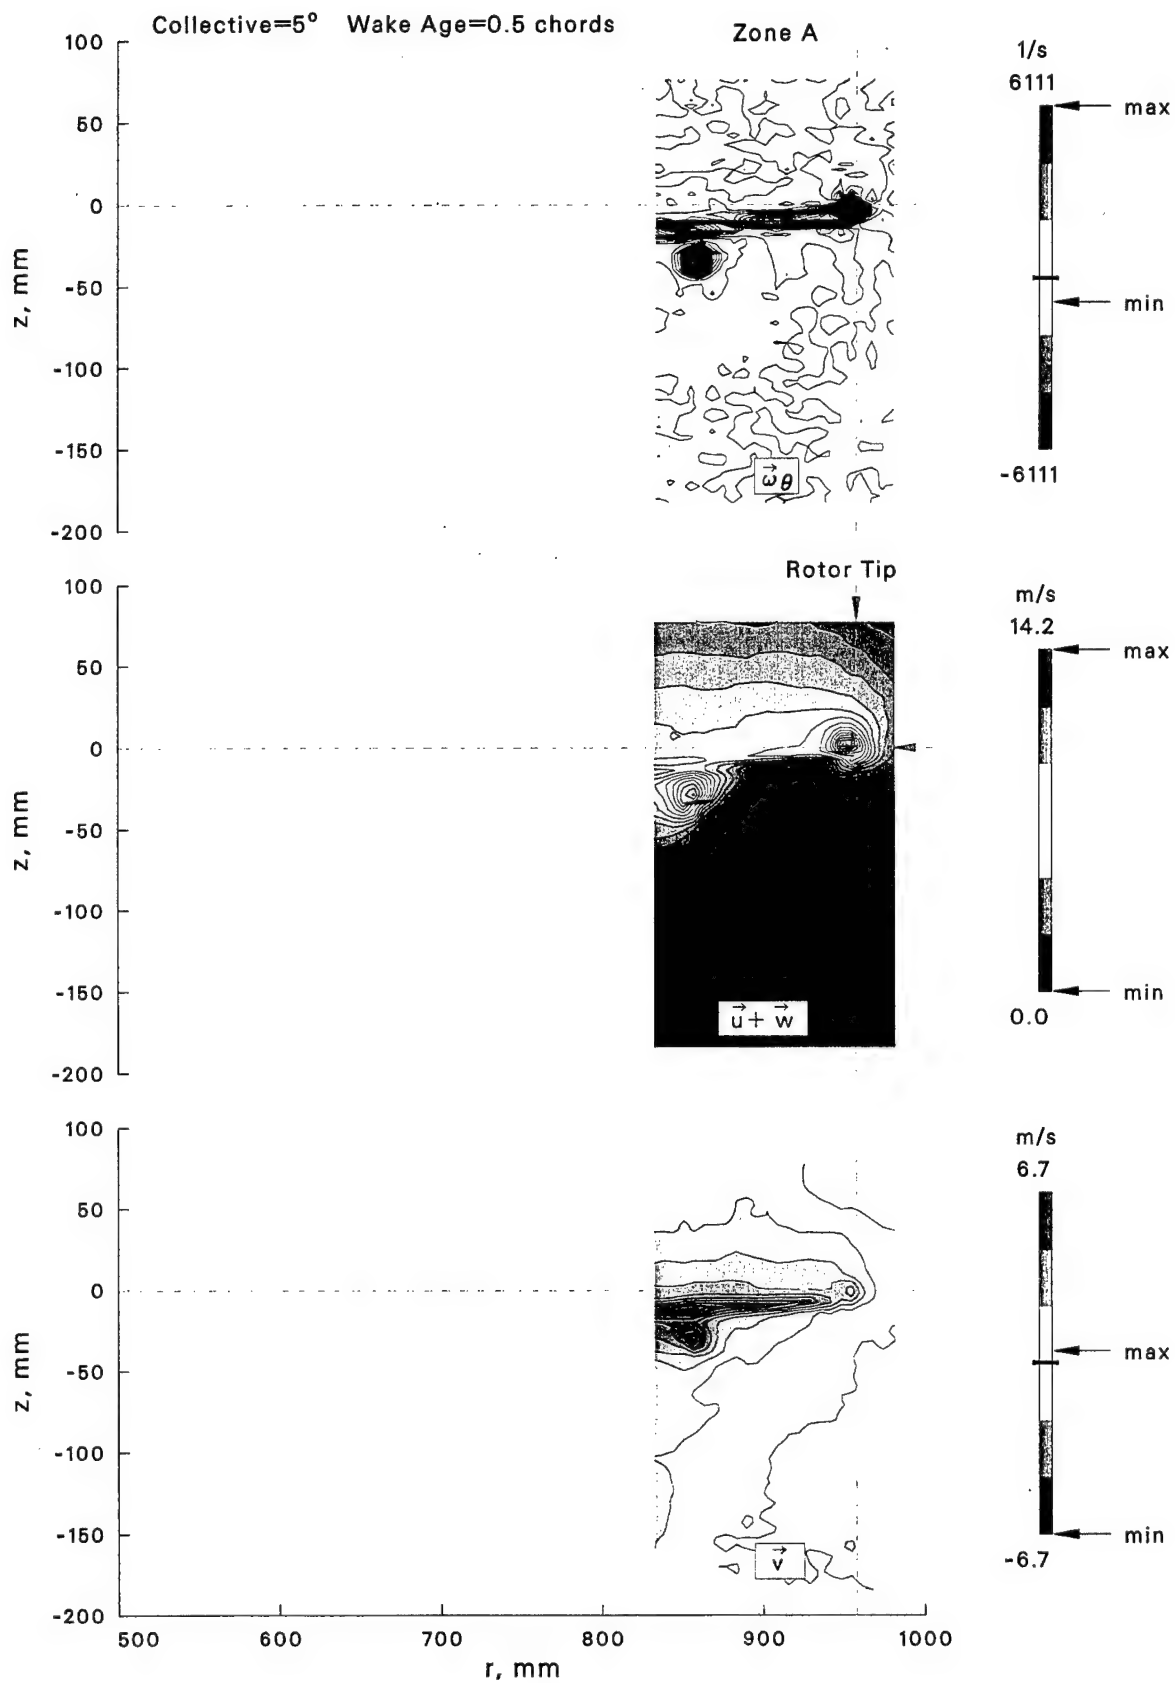 Collective=5° Wake Age=0.5 chords
Zone A
100
50
0
-50
-100
-150
-200
z, mm
ω⃗θ
1/s
6111
max
min
-6111
Rotor Tip
100
50
0
-50
-100
-150
-200
z, mm
u⃗+ w⃗
m/s
14.2
max
min
0.0
100
50
0
-50
-100
-150
-200
z, mm
v⃗
m/s
6.7
max
min
-6.7
500 600 700 800 900 1000
r, mm